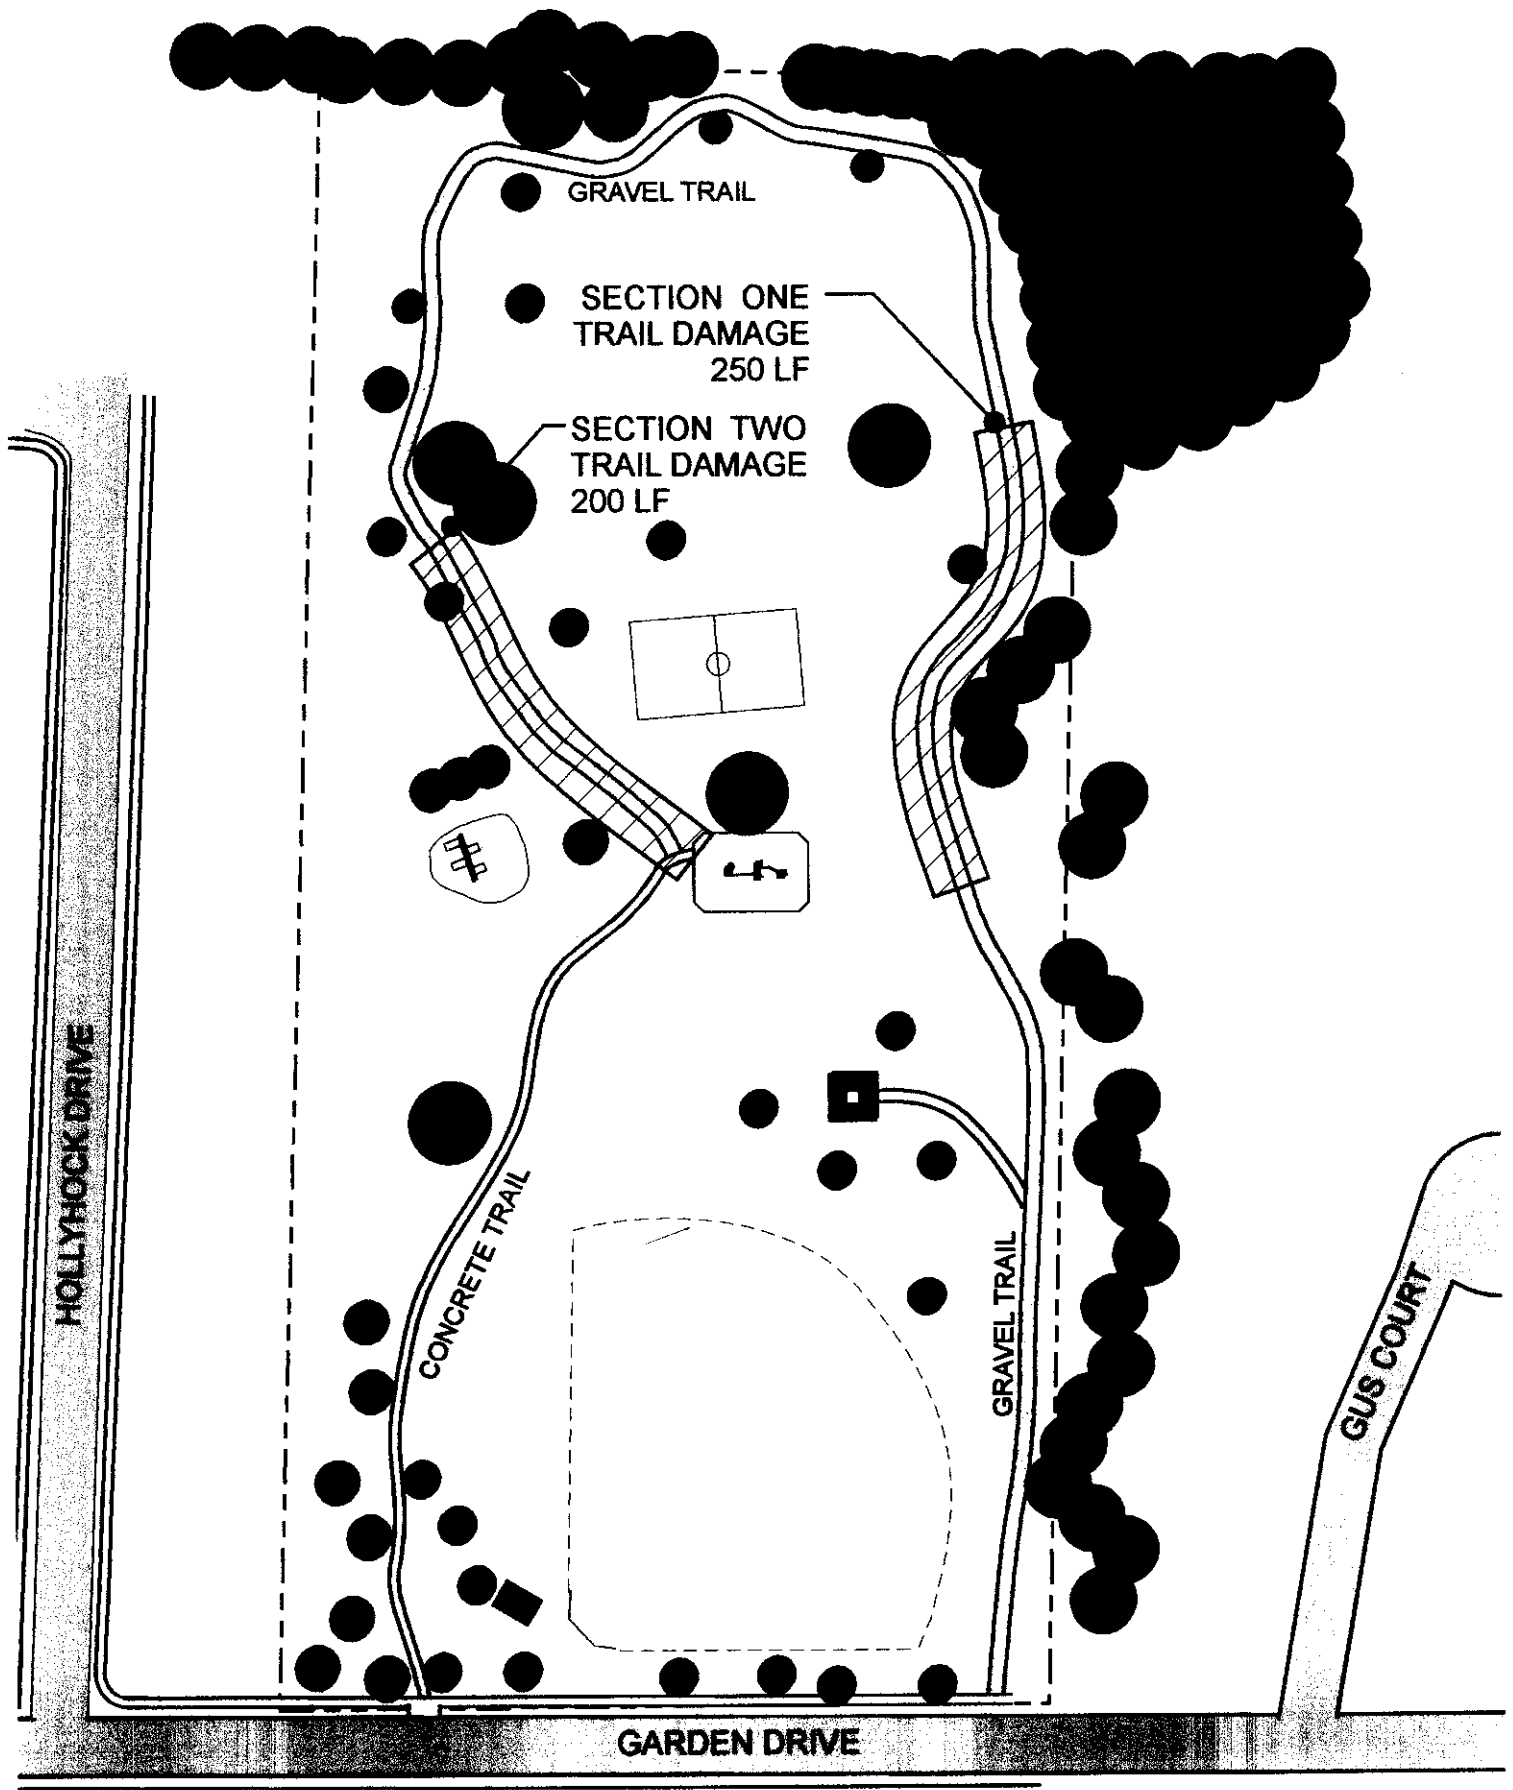 GRAVEL TRAIL
SECTION ONE
TRAIL DAMAGE
250 LF
SECTION TWO
TRAIL DAMAGE
200 LF
HOLLYHOCK DRIVE
CONCRETE TRAIL
GRAVEL TRAIL
GUS COURT
GARDEN DRIVE